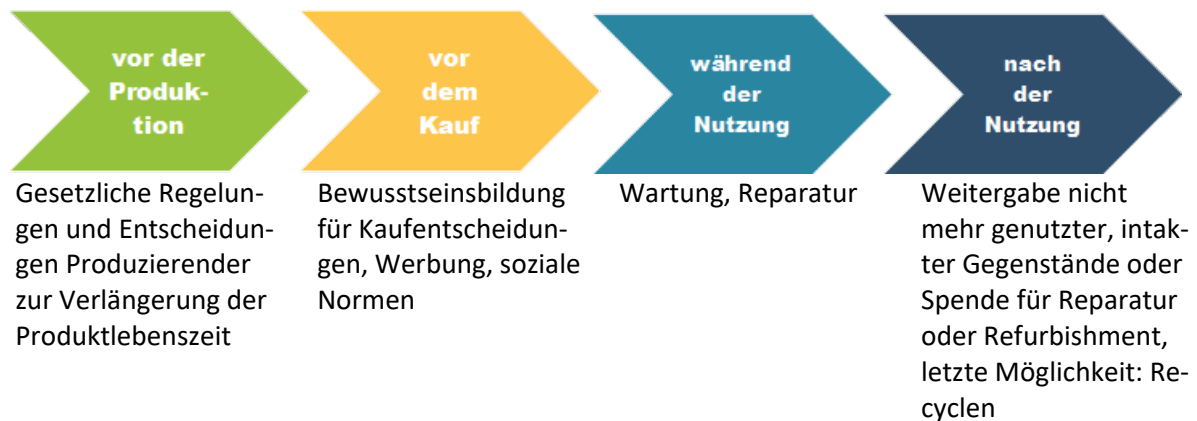 vor der
Produk-
tion
Gesetzliche Regelun-
gen und Entscheidun-
gen Produzierender
zur Verlängerung der
Produktlebenszeit
vor
dem
Kauf
Bewusstseinsbildung
für Kaufentscheidun-
gen, Werbung, soziale
Normen
während
der
Nutzung
Wartung, Reparatur
nach
der
Nutzung
Weitergabe nicht
mehr genutzter, intak-
ter Gegenstände oder
Spende für Reparatur
oder Refurbishment,
letzte Möglichkeit: Re-
cyclen